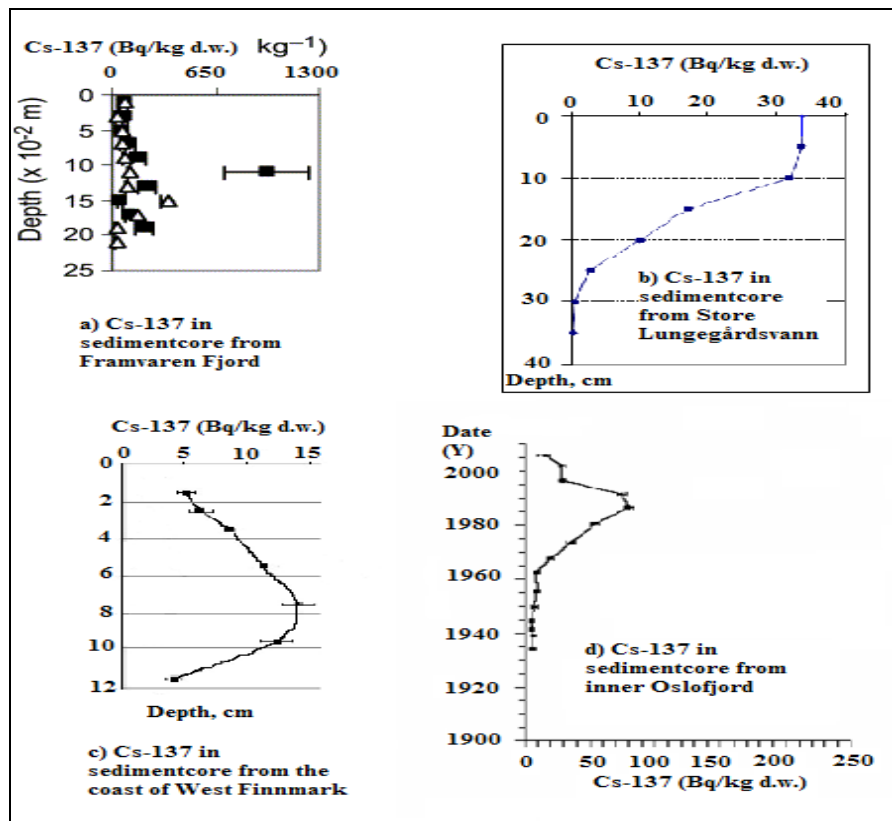 Cs-137 (Bq/kg d.w.) kg⁻¹)
0 650 1300
0
5
10
15
20
25
Depth (x 10⁻² m)
a) Cs-137 in
sedimentcore from
Framvaren Fjord
Cs-137 (Bq/kg d.w.)
0 10 20 30 40
0
10
20
30
40
b) Cs-137 in
sedimentcore
from Store
Lungegårdsvann
Depth, cm
Cs-137 (Bq/kg d.w.)
0 5 10 15
0
2
4
6
8
10
12
Depth, cm
c) Cs-137 in
sedimentcore from the
coast of West Finnmark
Date
(Y)
2000
1980
1960
1940
1920
1900
d) Cs-137 in
sedimentcore from
inner Oslofjord
0 50 100 150 200 250
Cs-137 (Bq/kg d.w.)